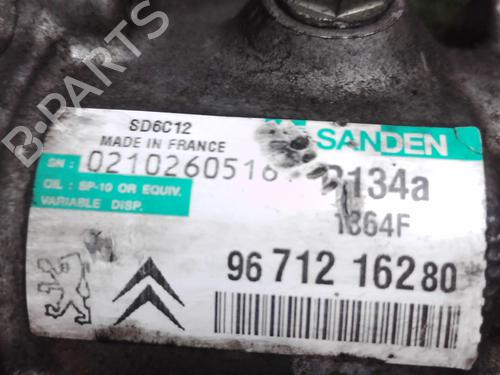 B-PARTS
SD6C12
MADE IN FRANCE
SANDEN
SN: 0210260516
R134a
OIL : SP-10 OR EQUIV.
VARIABLE DISP.
1864F
96 712 162 80